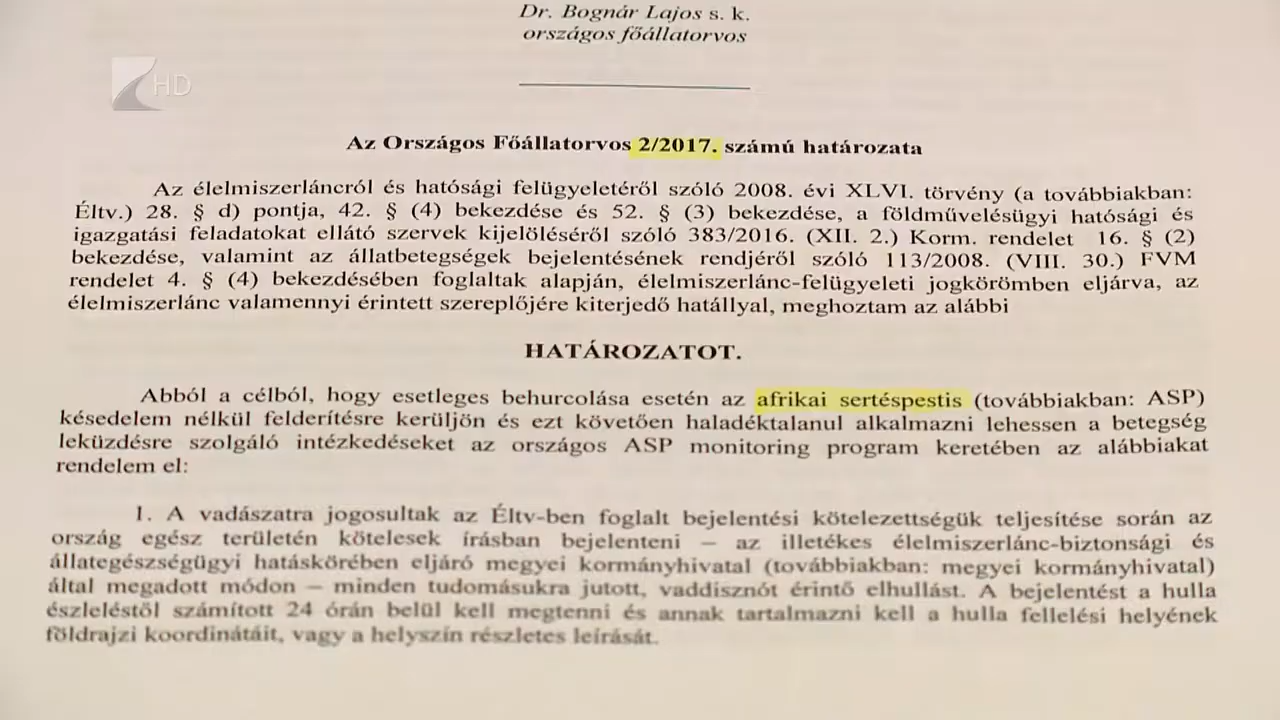 Dr. Bognár Lajos s. k.
országos főállatorvos
HD
Az Országos Főállatorvos 2/2017. számú határozata
Az élelmiszerláncról és hatósági felügyeletéről szóló 2008. évi XLVI. törvény (a továbbiakban:
Éltv.) 28. § d) pontja, 42. § (4) bekezdése és 52. § (3) bekezdése, a földművelésügyi hatósági és
igazgatási feladatokat ellátó szervek kijelöléséről szóló 383/2016. (XII. 2.) Korm. rendelet 16. § (2)
bekezdése, valamint az állatbetegségek bejelentésének rendjéről szóló 113/2008. (VIII. 30.) FVM
rendelet 4. § (4) bekezdésében foglaltak alapján, élelmiszerlánc-felügyeleti jogkörömben eljárva, az
élelmiszerlánc valamennyi érintett szereplőjére kiterjedő hatállyal, meghoztam az alábbi
HATÁROZATOT.
Abból a célból, hogy esetleges behurcolása esetén az afrikai sertéspestis (továbbiakban: ASP)
késedelem nélkül felderítésre kerüljön és ezt követően haladéktalanul alkalmazni lehessen a betegség
leküzdésre szolgáló intézkedéseket az országos ASP monitoring program keretében az alábbiakat
rendelem el:
1. A vadászatra jogosultak az Éltv-ben foglalt bejelentési kötelezettségük teljesítése során az
ország egész területén kötelesek írásban bejelenteni – az illetékes élelmiszerlánc-biztonsági és
állategészségügyi hatáskörében eljáró megyei kormányhivatal (továbbiakban: megyei kormányhivatal)
által megadott módon – minden tudomásukra jutott, vaddisznót érintő elhullást. A bejelentést a hulla
észleléstől számított 24 órán belül kell megtenni és annak tartalmazni kell a hulla fellelési helyének
földrajzi koordinátáit, vagy a helyszín részletes leírását.